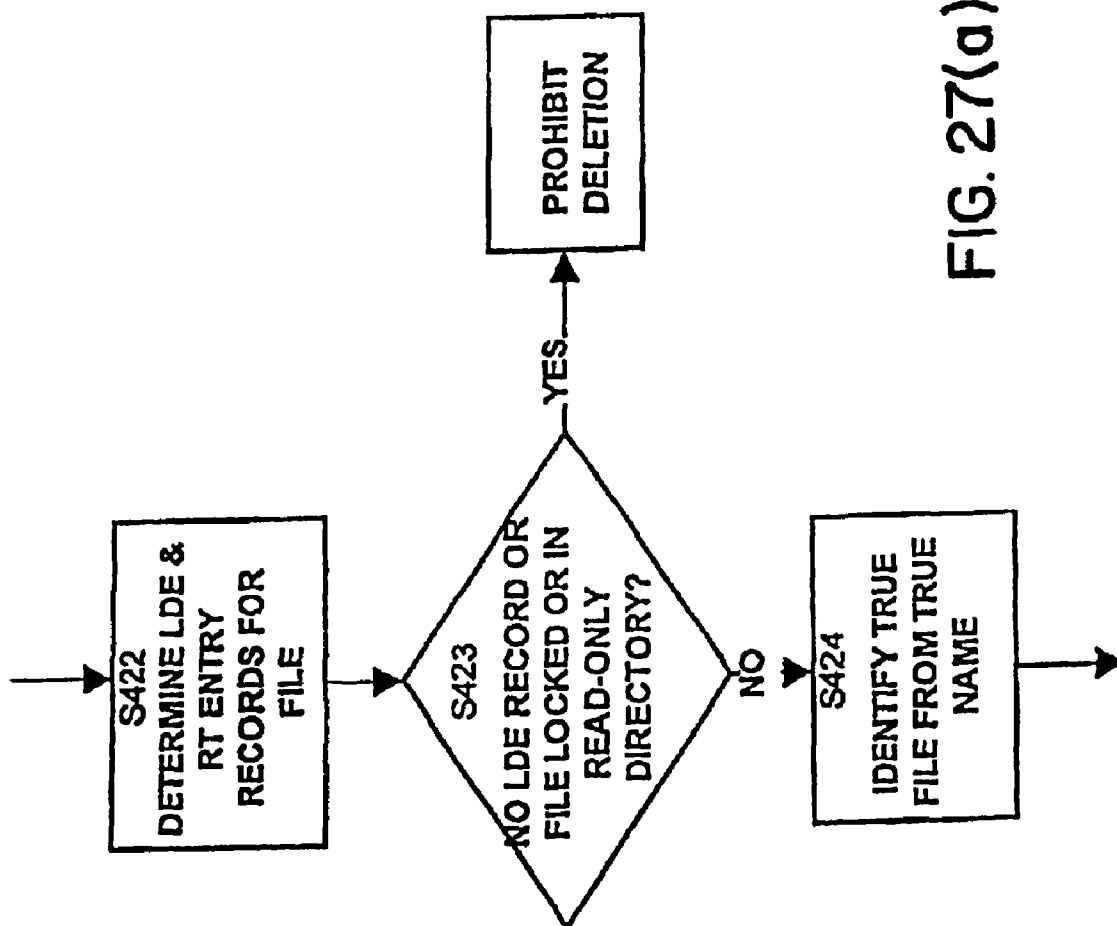 S422
DETERMINE LDE &
RT ENTRY
RECORDS FOR
FILE
S423
NO LDE RECORD OR
FILE LOCKED OR IN
READ-ONLY
DIRECTORY?
YES
PROHIBIT
DELETION
NO
S424
IDENTIFY TRUE
FILE FROM TRUE
NAME
FIG. 27(a)